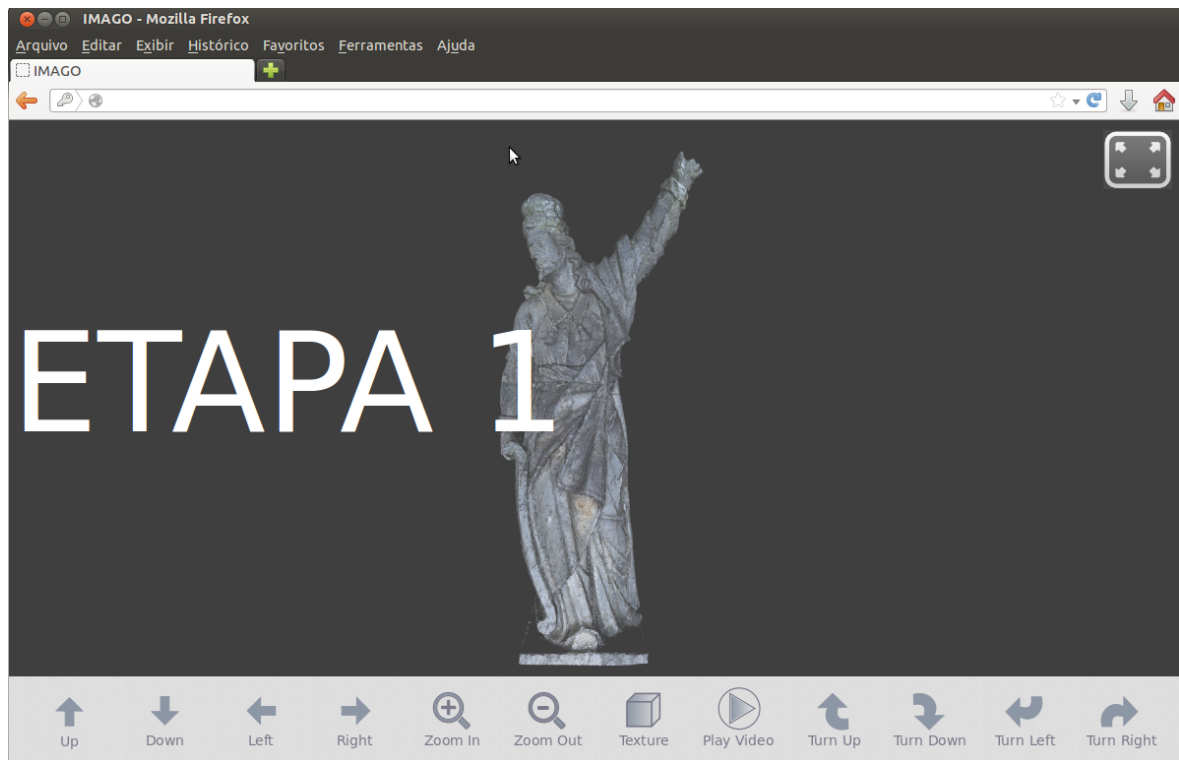 IMAGO - Mozilla Firefox
Arquivo Editar Exibir Histórico Favoritos Ferramentas Ajuda
IMAGO
ETAPA 1
Up Down Left Right Zoom In Zoom Out Texture Play Video Turn Up Turn Down Turn Left Turn Right